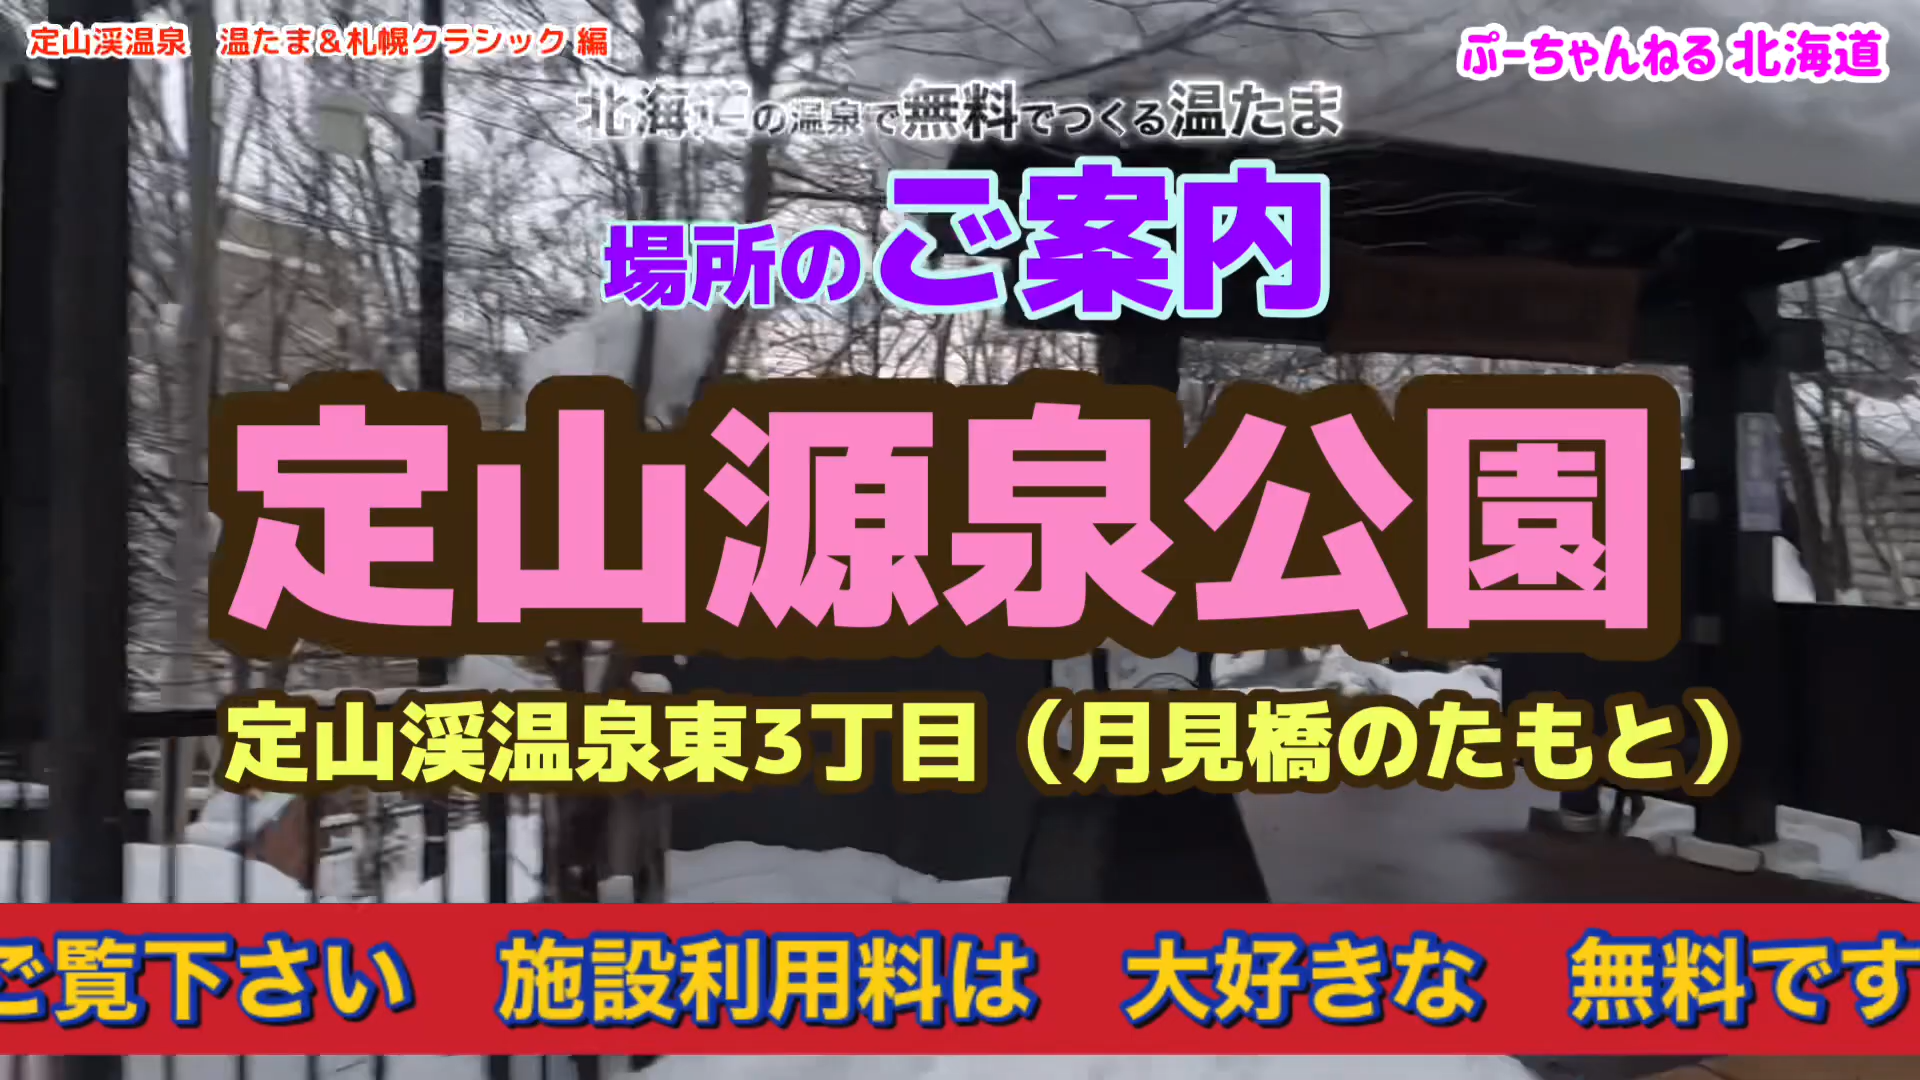 定山渓温泉　温たま&札幌クラシック 編
ぷーちゃんねる 北海道
北海道の温泉で無料でつくる温たま
場所のご案内
定山源泉公園
定山渓温泉東3丁目（月見橋のたもと）
ご覧下さい　施設利用料は　大好きな　無料です